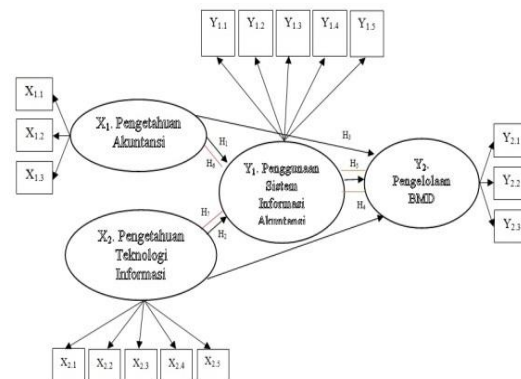 Y1.1
Y1.2
Y1.3
Y1.4
Y1.5
X1.1
X1.2
X1.3
X1. Pengetahuan
Akuntansi
H1
H6
H3
Y1. Penggunaan
Sistem
Informasi
Akuntansi
H5
H4
Y2.
Pengelolaan
BMD
Y2.1
Y2.2
Y2.3
X2. Pengetahuan
Teknologi
Informasi
H7
H2
X2.1
X2.2
X2.3
X2.4
X2.5